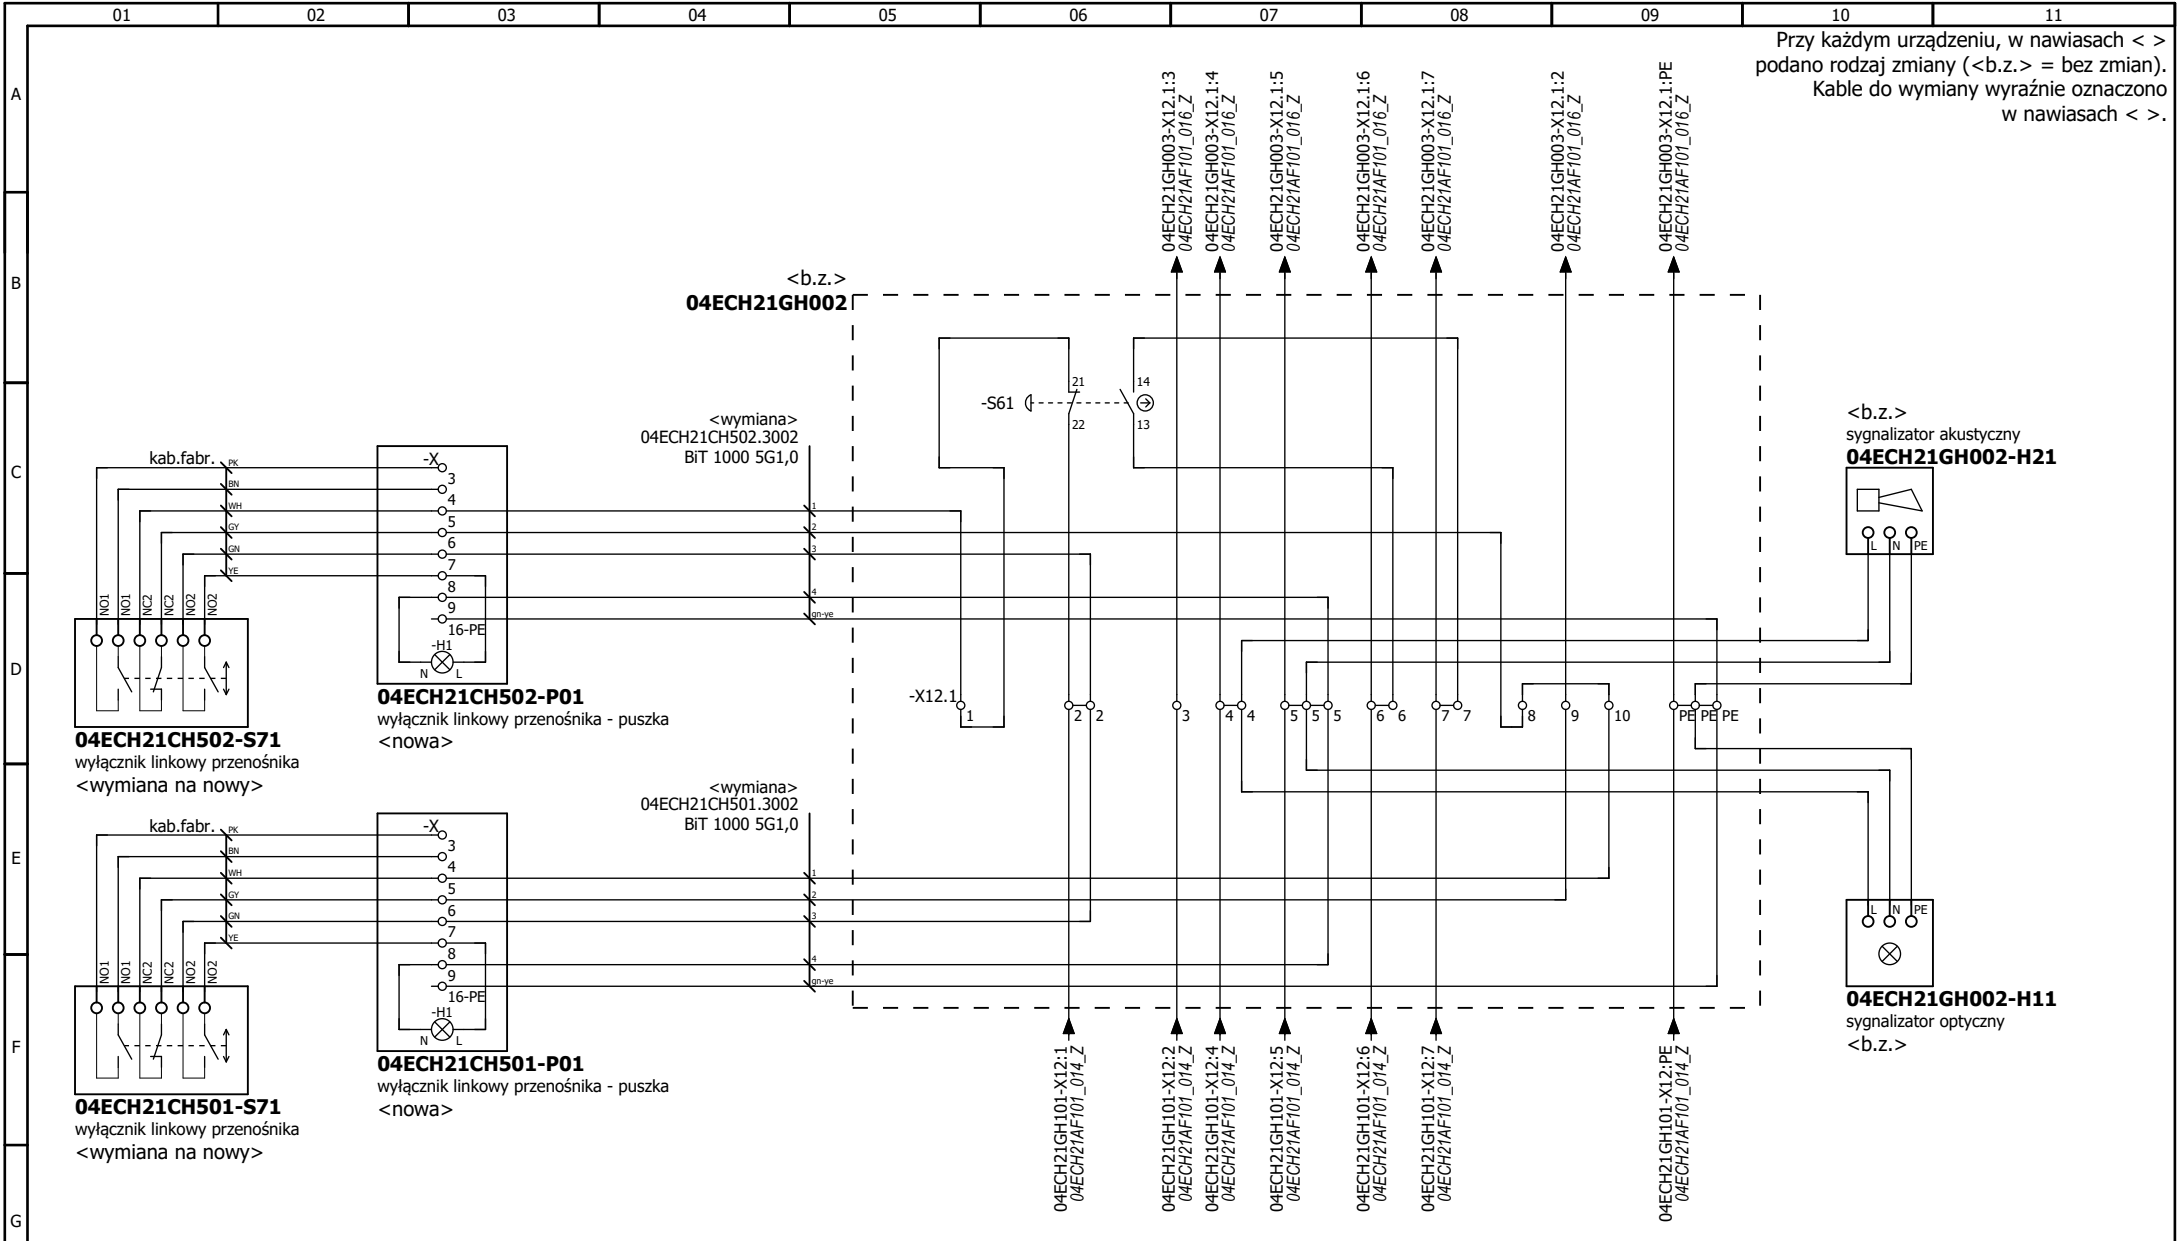 01 02 03 04 05 06 07 08 09 10 11
A
B
C
D
E
F
G
Przy każdym urządzeniu, w nawiasach < >
podano rodzaj zmiany (<b.z.> = bez zmian).
Kable do wymiany wyraźnie oznaczono
w nawiasach < >.
04ECH21GH003-X12.1:3
04ECH21AF101_016_Z
04ECH21GH003-X12.1:4
04ECH21AF101_016_Z
04ECH21GH003-X12.1:5
04ECH21AF101_016_Z
04ECH21GH003-X12.1:6
04ECH21AF101_016_Z
04ECH21GH003-X12.1:7
04ECH21AF101_016_Z
04ECH21GH003-X12.1:2
04ECH21AF101_016_Z
04ECH21GH003-X12.1:PE
04ECH21AF101_016_Z
<b.z.>
04ECH21GH002
-S61
21
22
14
13
<wymiana>
04ECH21CH502.3002
BiT 1000 5G1,0
1
2
3
4
gn-ye
kab.fabr.
PK
BN
WH
GY
GN
YE
NO1 NO1 NC2 NC2 NO2 NO2
04ECH21CH502-S71
wyłącznik linkowy przenośnika
<wymiana na nowy>
-X
3
4
5
6
7
8
9
16-PE
-H1
N L
04ECH21CH502-P01
wyłącznik linkowy przenośnika - puszka
<nowa>
<b.z.>
sygnalizator akustyczny
04ECH21GH002-H21
L N PE
-X12.1
1 2 2 3 4 4 5 5 5 6 6 7 7 8 9 10 PE PE PE
<wymiana>
04ECH21CH501.3002
BiT 1000 5G1,0
1
2
3
4
gn-ye
kab.fabr.
PK
BN
WH
GY
GN
YE
NO1 NO1 NC2 NC2 NO2 NO2
04ECH21CH501-S71
wyłącznik linkowy przenośnika
<wymiana na nowy>
-X
3
4
5
6
7
8
9
16-PE
-H1
N L
04ECH21CH501-P01
wyłącznik linkowy przenośnika - puszka
<nowa>
L N PE
04ECH21GH002-H11
sygnalizator optyczny
<b.z.>
04ECH21GH101-X12:1
04ECH21AF101_014_Z
04ECH21GH101-X12:2
04ECH21AF101_014_Z
04ECH21GH101-X12:4
04ECH21AF101_014_Z
04ECH21GH101-X12:5
04ECH21AF101_014_Z
04ECH21GH101-X12:6
04ECH21AF101_014_Z
04ECH21GH101-X12:7
04ECH21AF101_014_Z
04ECH21GH101-X12:PE
04ECH21AF101_014_Z